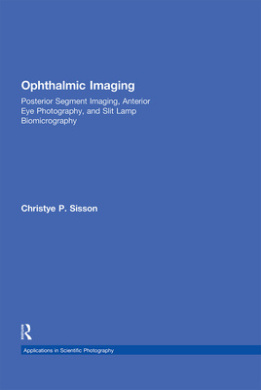 Ophthalmic Imaging
Posterior Segment Imaging, Anterior
Eye Photography, and Slit Lamp
Biomicrography
Christye P. Sisson
R
Applications in Scientific Photography